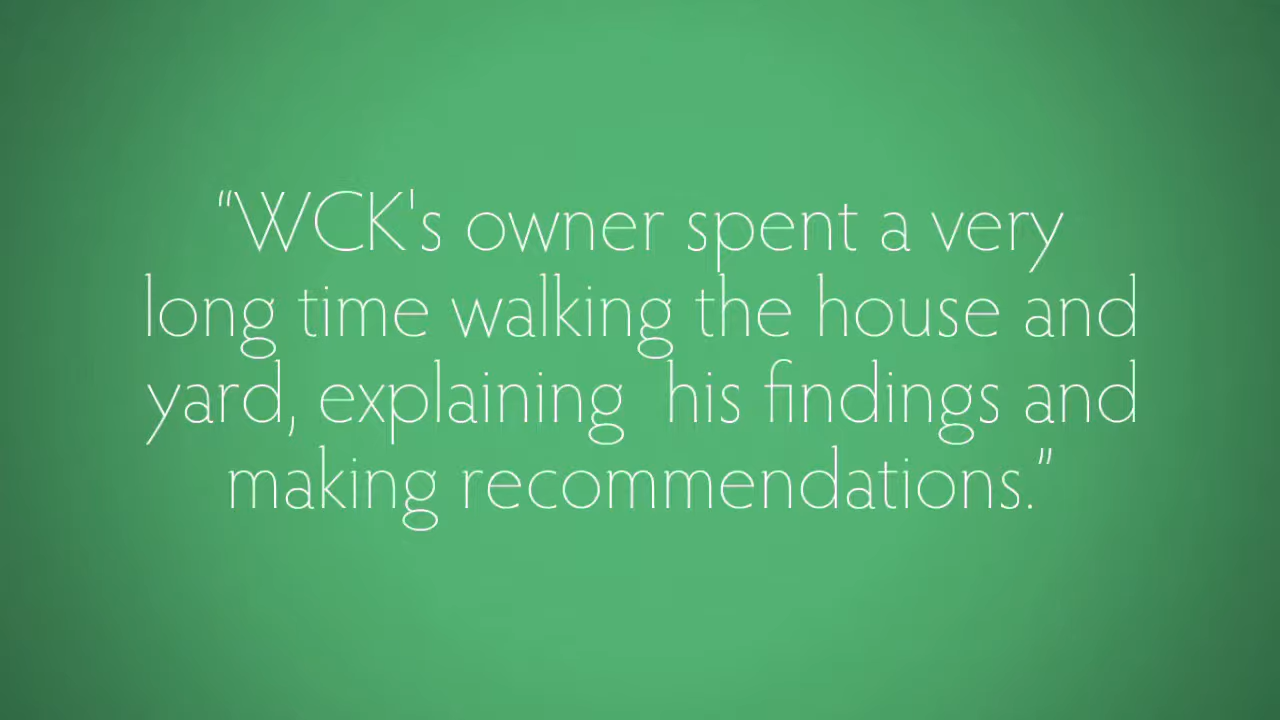 “WCK's owner spent a very
long time walking the house and
yard, explaining  his findings and
making recommendations.”